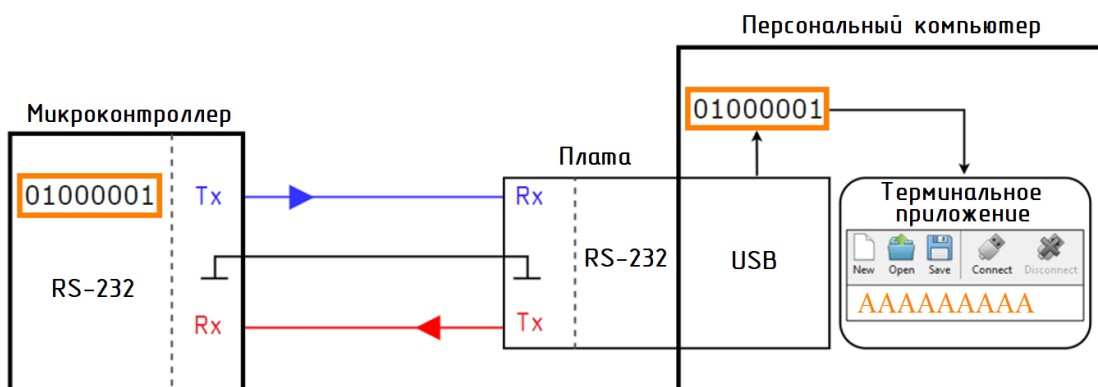 Персональный компьютер
Микроконтроллер
Плата
01000001
01000001
Tx
Rx
RS-232
Rx
Tx
RS-232
USB
Терминальное
приложение
New Open Save Connect Disconnect
AAAAAAAAA